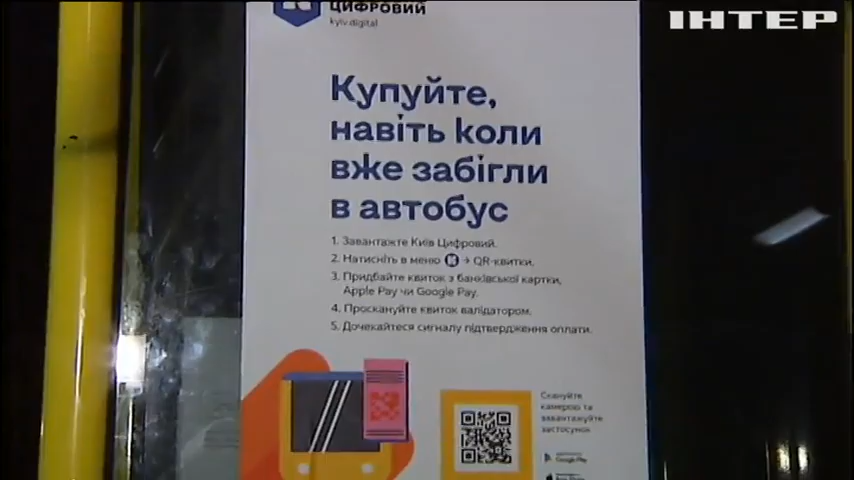 ЦИФРОВИЙ
kyiv.digital
ІНТЕР
Купуйте,
навіть коли
вже забігли
в автобус
1. Завантажте Київ Цифровий.
2. Натисніть в меню → QR-квитки.
3. Придбайте квиток з банківської картки,
Apple Pay чи Google Pay.
4. Проскануйте квиток валідатором.
5. Дочекайтеся сигналу підтвердження оплати.
Скануйте
камерою та
завантажуйте
застосунок
Google Play